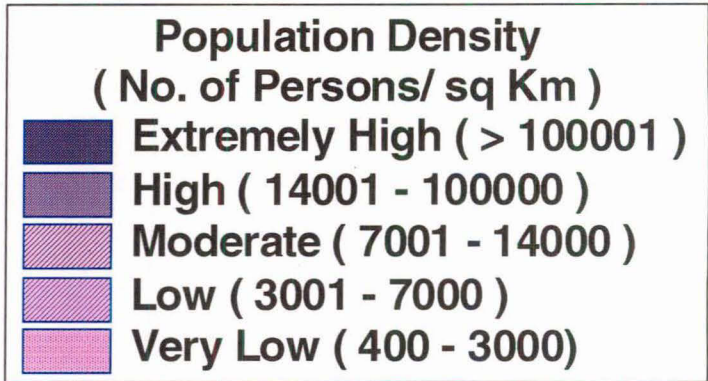 Population Density
( No. of Persons/ sq Km )
Extremely High ( > 100001 )
High ( 14001 - 100000 )
Moderate ( 7001 - 14000 )
Low ( 3001 - 7000 )
Very Low ( 400 - 3000)